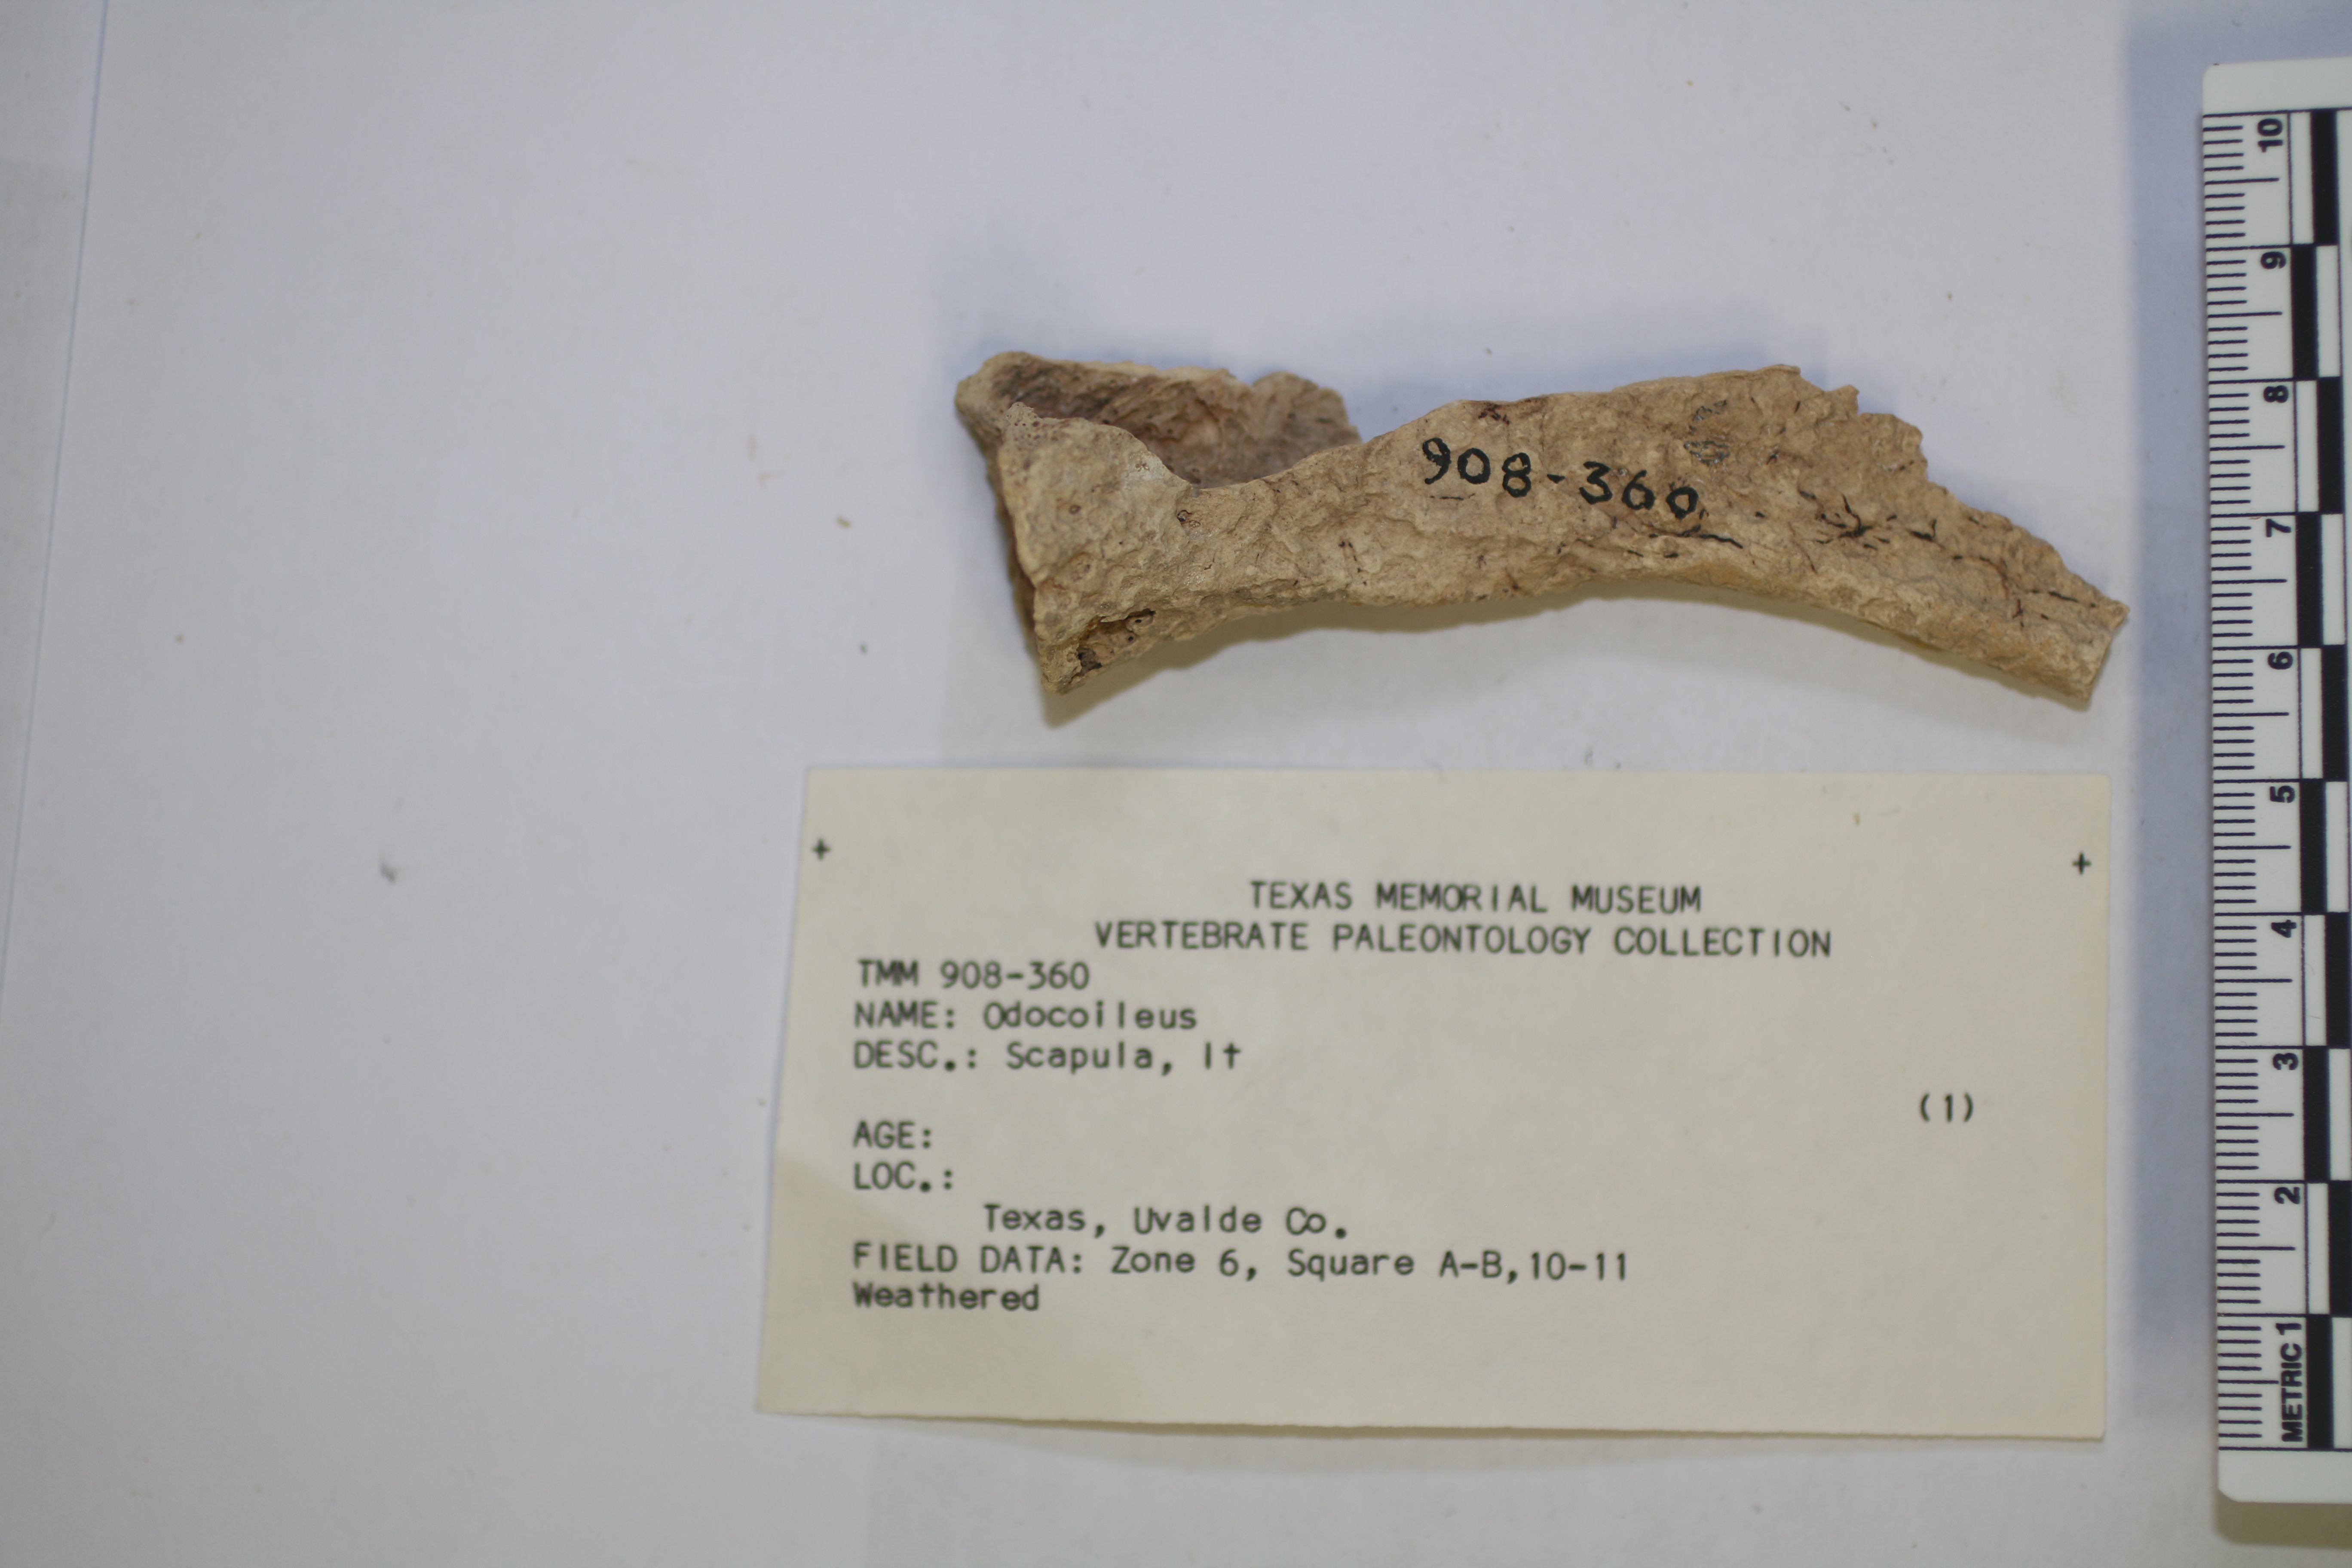 908-360
+ +
TEXAS MEMORIAL MUSEUM
VERTEBRATE PALEONTOLOGY COLLECTION
TMM 908-360
NAME: Odocoileus
DESC.: Scapula, lt
(1)
AGE:
LOC.:
Texas, Uvalde Co.
FIELD DATA: Zone 6, Square A-B,10-11
Weathered
10
9
8
7
6
5
4
3
2
METRIC 1